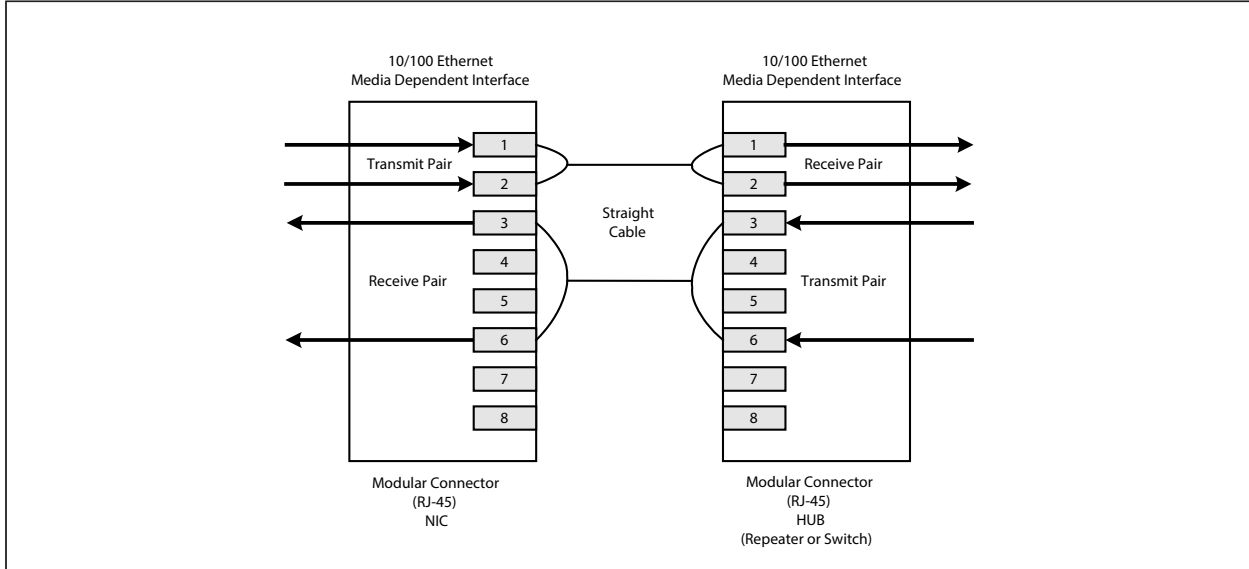 10/100 Ethernet
Media Dependent Interface
10/100 Ethernet
Media Dependent Interface
1
Transmit Pair
2
3
4
Receive Pair
5
6
7
8
Straight
Cable
1
Receive Pair
2
3
4
Transmit Pair
5
6
7
8
Modular Connector
(RJ-45)
NIC
Modular Connector
(RJ-45)
HUB
(Repeater or Switch)